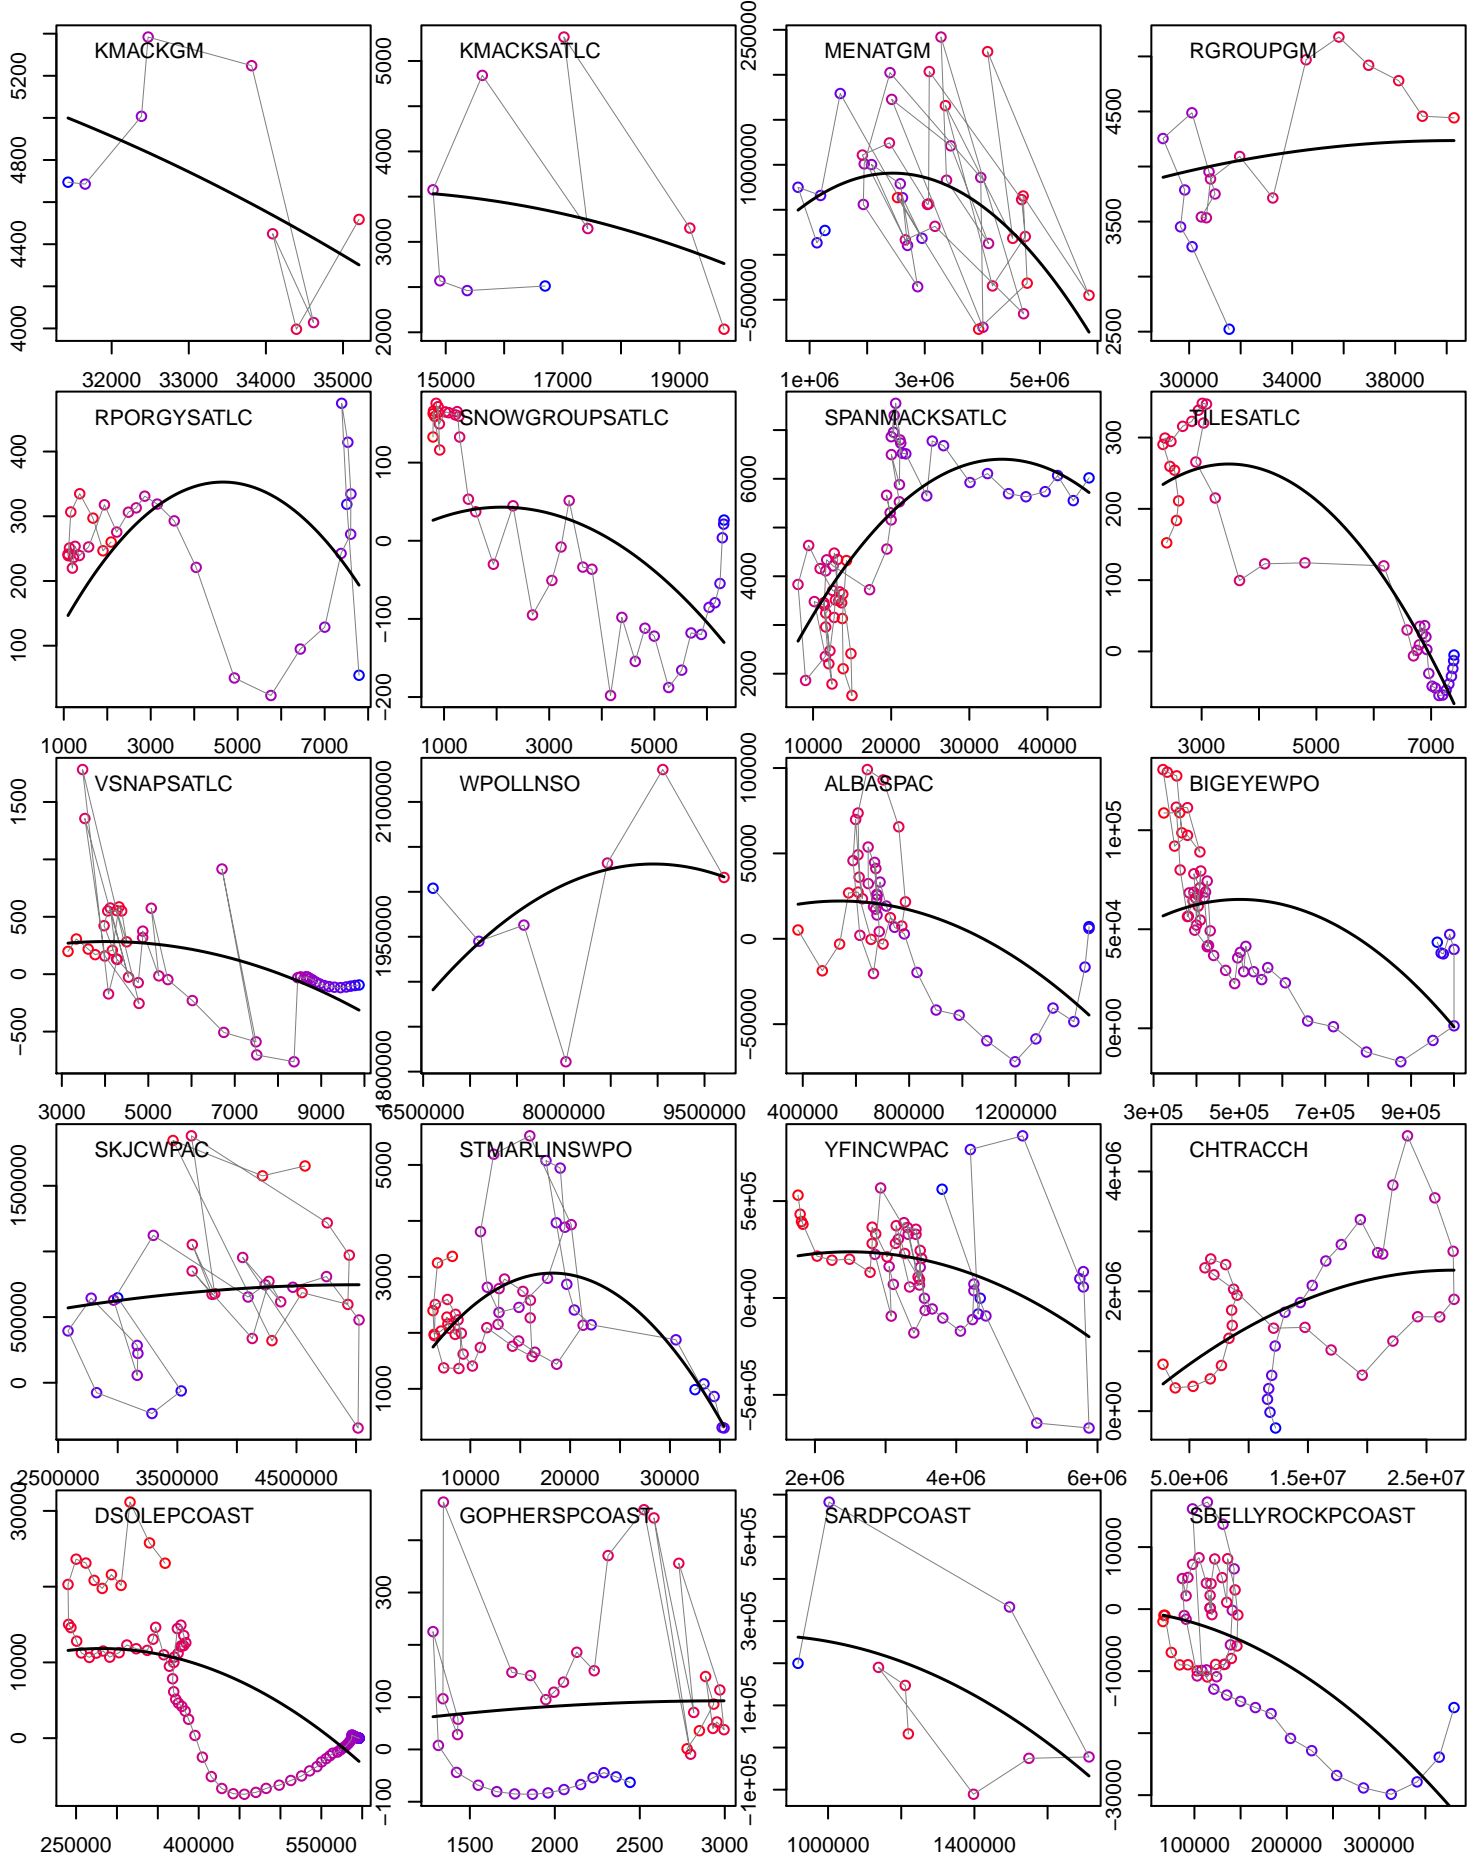 KMACKGM
4000 4400 4800 5200
32000 33000 34000 35000
KMACKSATLC
2000 3000 4000 5000
15000 17000 19000
MENATGM
−500000 1000000 2500000
1e+06 3e+06 5e+06
RGROUPGM
2500 3500 4500
30000 34000 38000
RPORGYSATLC
100 200 300 400
1000 3000 5000 7000
SNOWGROUPSATLC
−200 −100 0 100
1000 3000 5000
SPANMACKSATLC
2000 4000 6000
10000 20000 30000 40000
TILESATLC
0 100 200 300
3000 5000 7000
VSNAPSATLC
−500 0 500 1500
3000 5000 7000 9000
WPOLLNSO
1800000 1950000 2100000
6500000 8000000 9500000
ALBASPAC
−50000 0 50000 100000
400000 800000 1200000
BIGEYEWPO
0e+00 5e+04 1e+05
3e+05 5e+05 7e+05 9e+05
SKJCWPAC
0 500000 1500000
2500000 3500000 4500000
STMARLINSWPO
1000 3000 5000
10000 20000 30000
YFINCWPAC
−5e+05 0e+00 5e+05
2e+06 4e+06 6e+06
CHTRACCH
0e+00 2e+06 4e+06
5.0e+06 1.5e+07 2.5e+07
DSOLEPCOAST
0 10000 30000
250000 400000 550000
GOPHERSPCOAST
−100 0 100 300
1500 2000 2500 3000
SARDPCOAST
−1e+05 1e+05 3e+05 5e+05
1000000 1400000
SBELLYROCKPCOAST
−30000 −10000 0 10000
100000 200000 300000